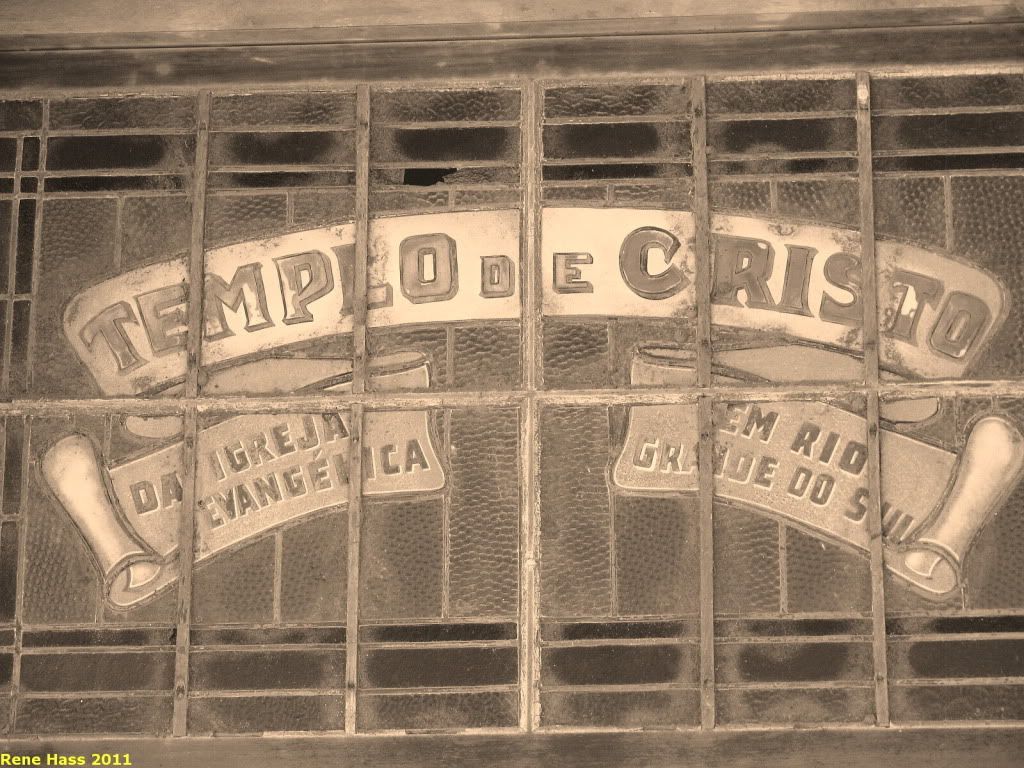 TEMPLO DE CRISTO
DA IGREJA
EVANGÉLICA
EM RIO
GRANDE DO SUL
Rene Hass 2011